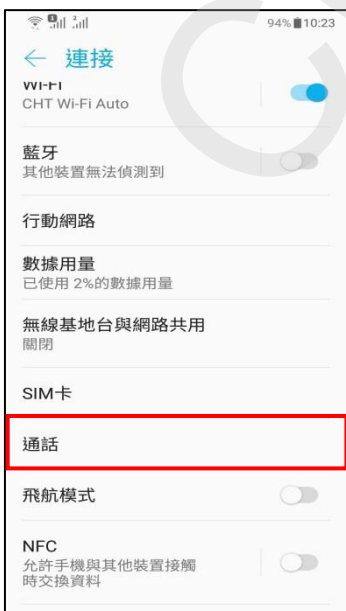 94% 10:23
← 連接
Wi-Fi
CHT Wi-Fi Auto
藍牙
其他裝置無法偵測到
行動網路
數據用量
已使用 2%的數據用量
無線基地台與網路共用
關閉
SIM卡
通話
飛航模式
NFC
允許手機與其他裝置接觸
時交換資料